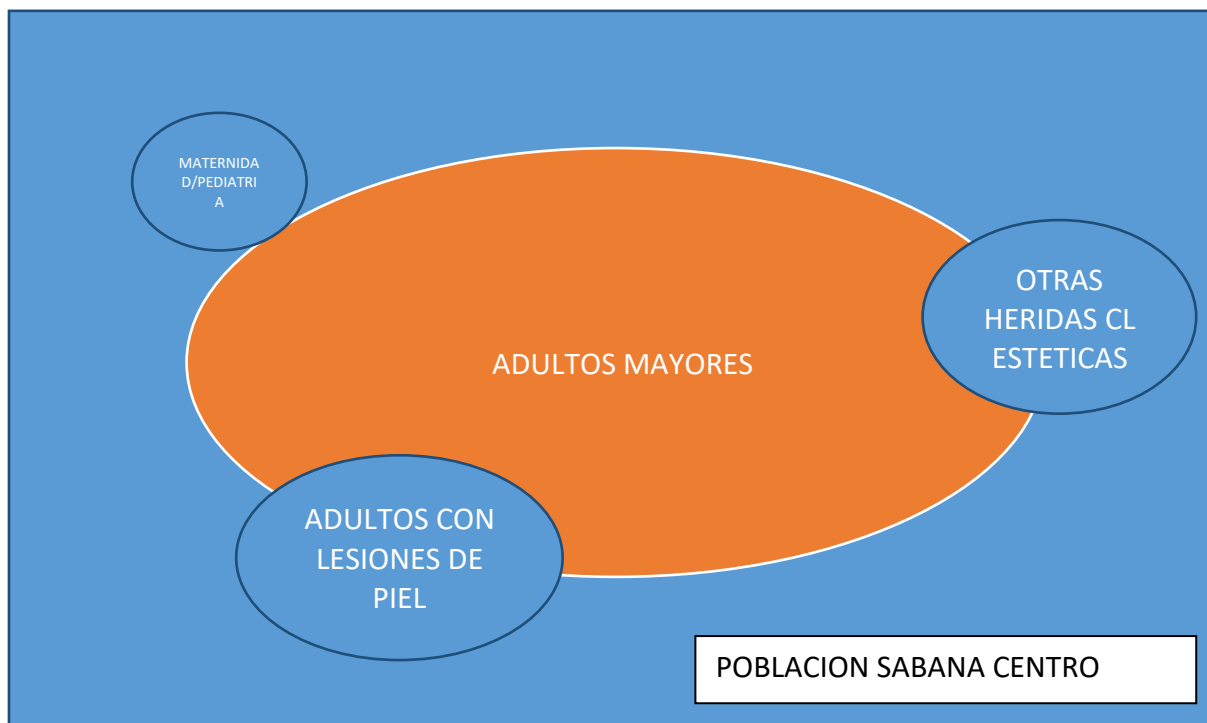 MATERNIDA
D/PEDIATRI
A
OTRAS
HERIDAS CL
ESTETICAS
ADULTOS MAYORES
ADULTOS CON
LESIONES DE
PIEL
POBLACION SABANA CENTRO